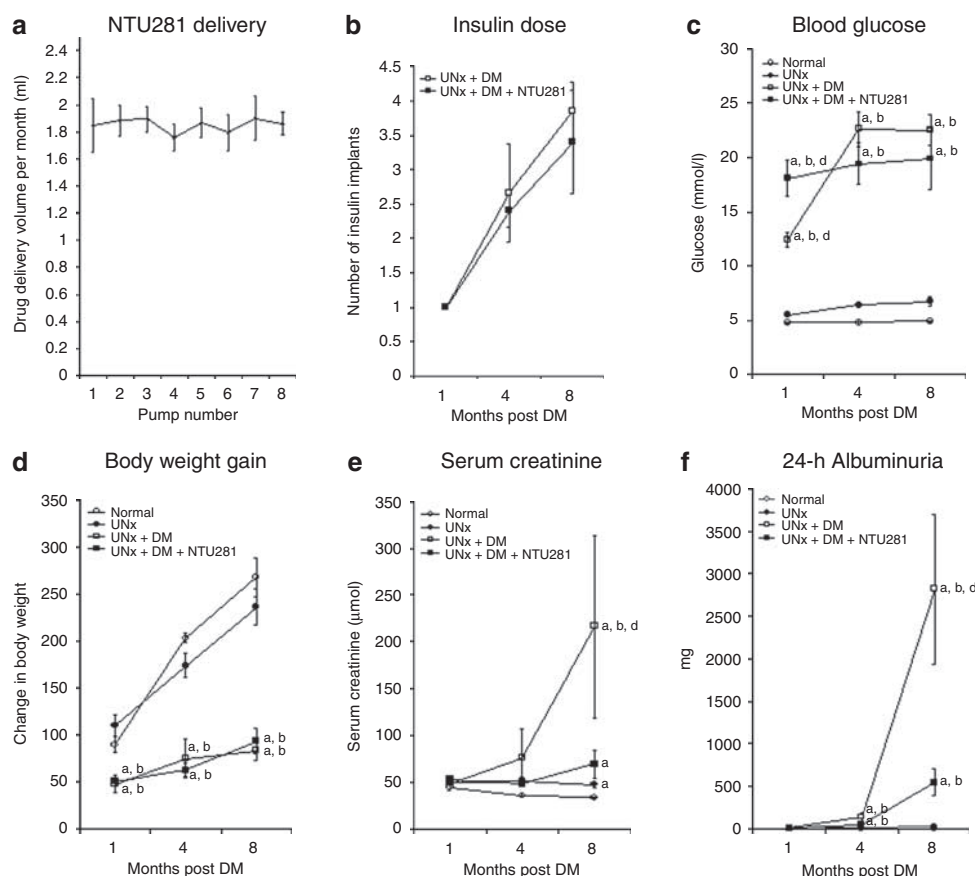 a NTU281 delivery
Drug delivery volume per month (ml)
2.4
2.2
2
1.8
1.6
1.4
1.2
1
0.8
0.6
0.4
0.2
0
1 2 3 4 5 6 7 8
Pump number
b Insulin dose
Number of insulin implants
4.5
4
3.5
3
2.5
2
1.5
1
0.5
0
UNx + DM
UNx + DM + NTU281
1 4 8
Months post DM
c Blood glucose
Glucose (mmol/l)
30
25
20
15
10
5
0
Normal
UNx
UNx + DM
UNx + DM + NTU281
a, b, d
a, b, d
a, b
a, b
a, b
a, b
1 4 8
Months post DM
d Body weight gain
Change in body weight
350
300
250
200
150
100
50
0
Normal
UNx
UNx + DM
UNx + DM + NTU281
a, b
a, b
a, b
a, b
a, b
a, b
1 4 8
Months post DM
e Serum creatinine
Serum creatinine (μmol)
350
300
250
200
150
100
50
0
Normal
UNx
UNx + DM
UNx + DM + NTU281
a, b, d
a
a
1 4 8
Months post DM
f 24-h Albuminuria
mg
4000
3500
3000
2500
2000
1500
1000
500
0
Normal
UNx
UNx + DM
UNx + DM + NTU281
a, b
a, b
a, b, d
a, b
1 4 8
Months post DM